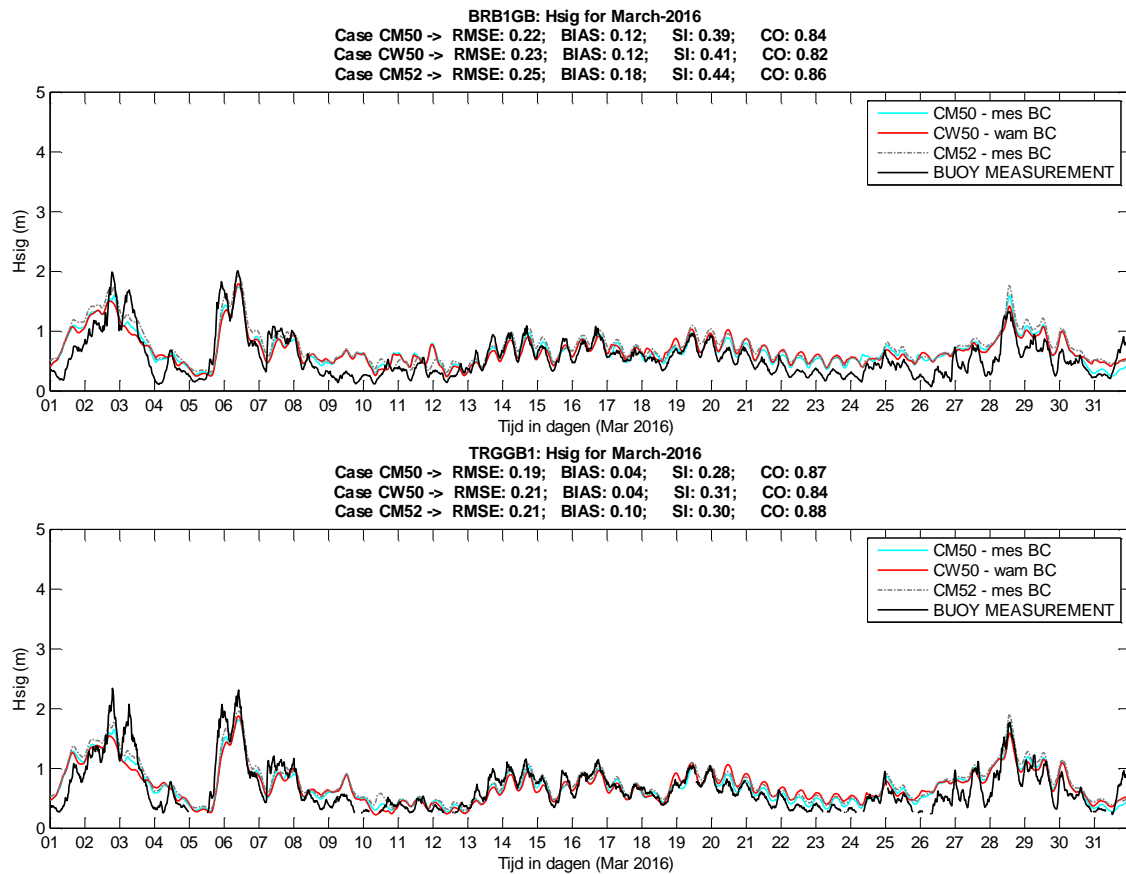 BRB1GB: Hsig for March-2016
Case CM50 -> RMSE: 0.22; BIAS: 0.12; SI: 0.39; CO: 0.84
Case CW50 -> RMSE: 0.23; BIAS: 0.12; SI: 0.41; CO: 0.82
Case CM52 -> RMSE: 0.25; BIAS: 0.18; SI: 0.44; CO: 0.86
5
4
3
2
1
0
Hsig (m)
CM50 - mes BC
CW50 - wam BC
CM52 - mes BC
BUOY MEASUREMENT
01 02 03 04 05 06 07 08 09 10 11 12 13 14 15 16 17 18 19 20 21 22 23 24 25 26 27 28 29 30 31
Tijd in dagen (Mar 2016)
TRGGB1: Hsig for March-2016
Case CM50 -> RMSE: 0.19; BIAS: 0.04; SI: 0.28; CO: 0.87
Case CW50 -> RMSE: 0.21; BIAS: 0.04; SI: 0.31; CO: 0.84
Case CM52 -> RMSE: 0.21; BIAS: 0.10; SI: 0.30; CO: 0.88
5
4
3
2
1
0
Hsig (m)
CM50 - mes BC
CW50 - wam BC
CM52 - mes BC
BUOY MEASUREMENT
01 02 03 04 05 06 07 08 09 10 11 12 13 14 15 16 17 18 19 20 21 22 23 24 25 26 27 28 29 30 31
Tijd in dagen (Mar 2016)